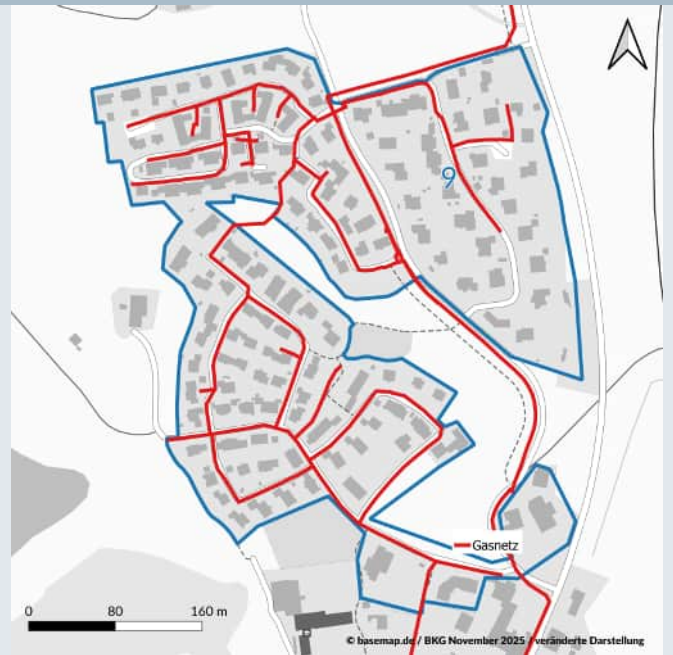 9
Gasnetz
0 80 160 m
© basemap.de / BKG November 2025 / veränderte Darstellung